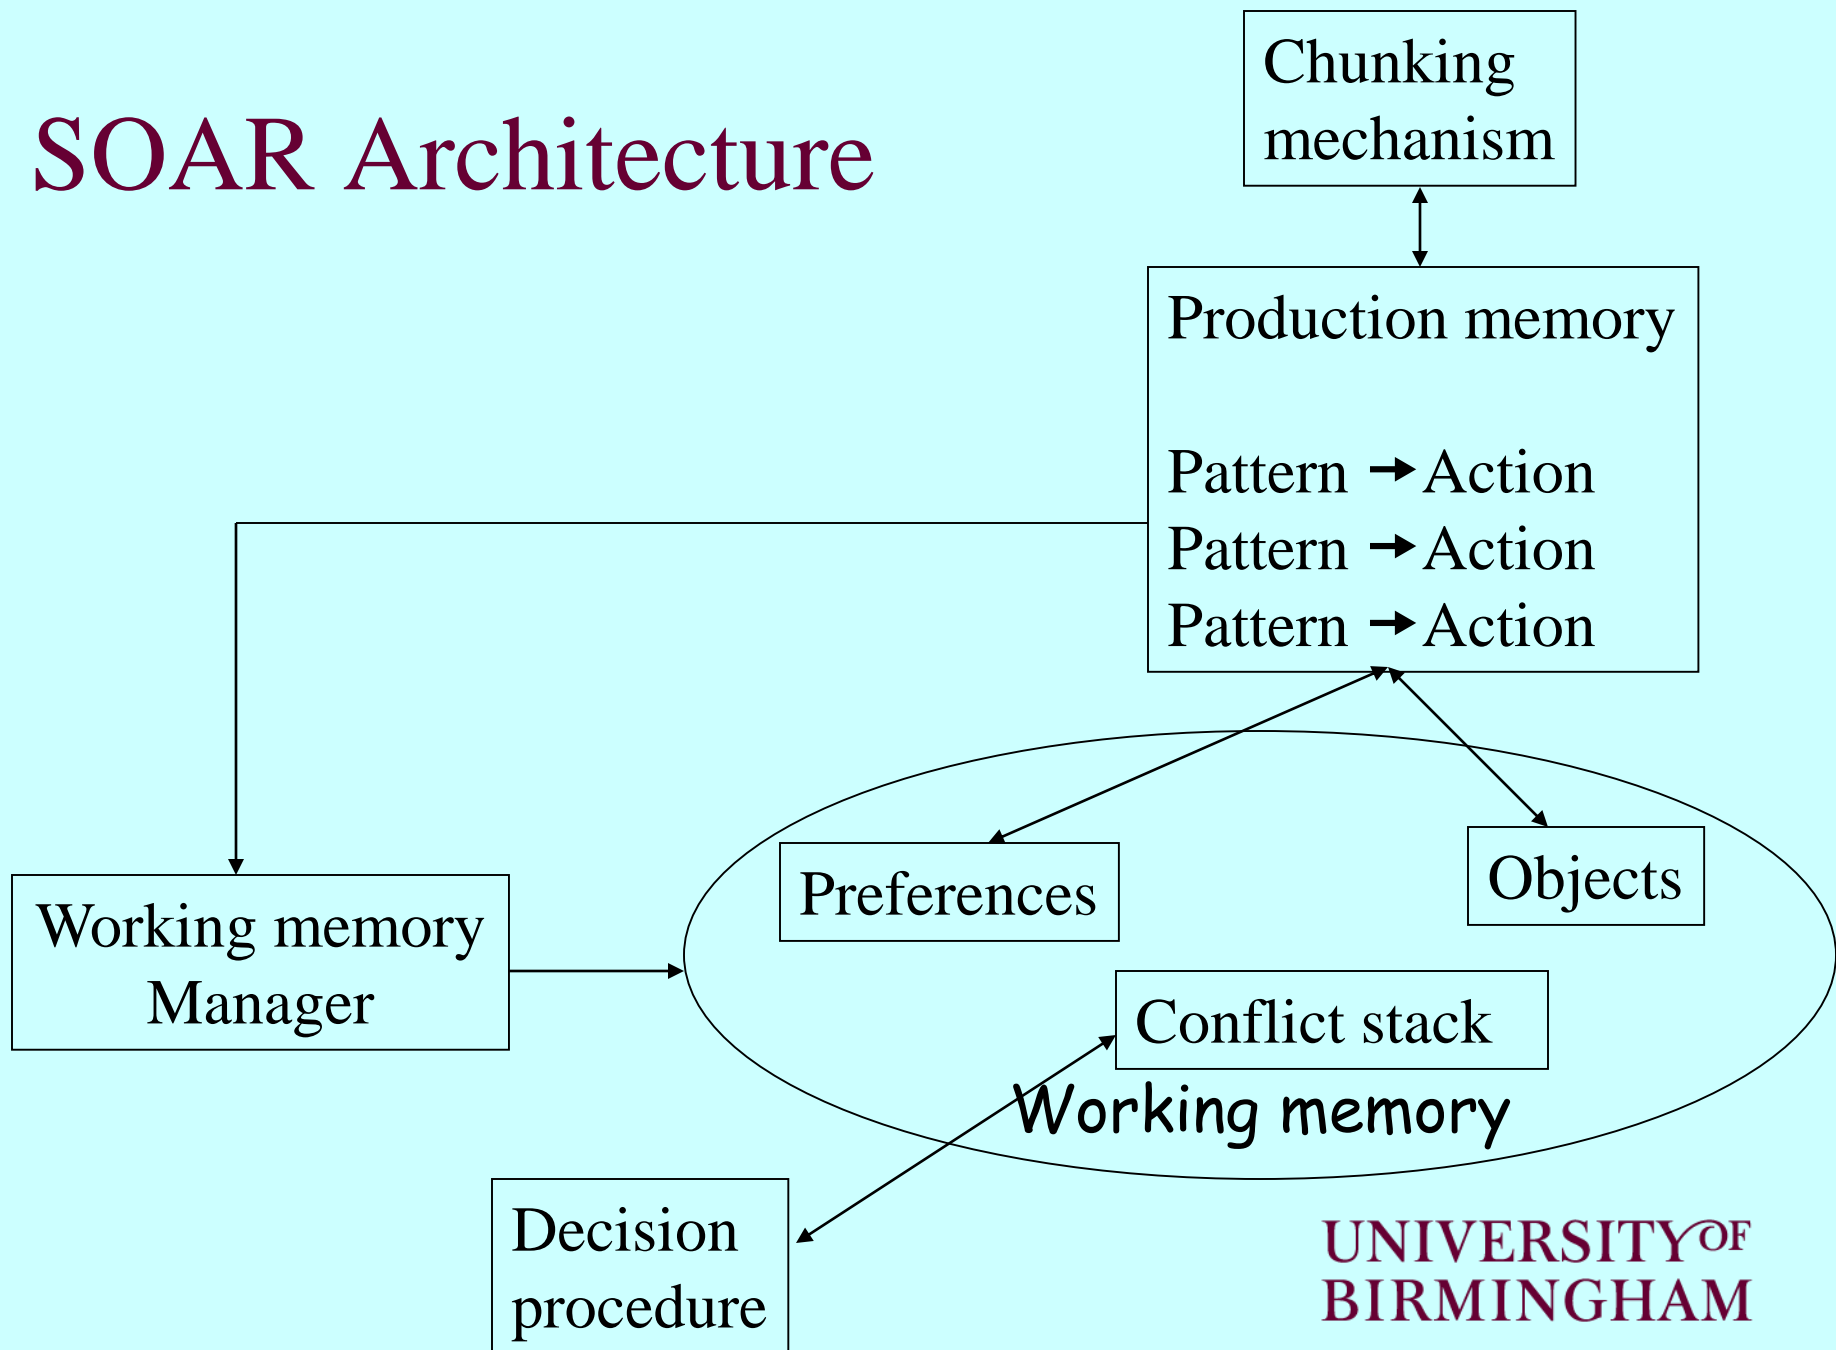 SOAR Architecture
Chunking
mechanism
Production memory
Pattern → Action
Pattern → Action
Pattern → Action
Preferences
Objects
Working memory
Manager
Conflict stack
Working memory
Decision
procedure
UNIVERSITY OF
BIRMINGHAM